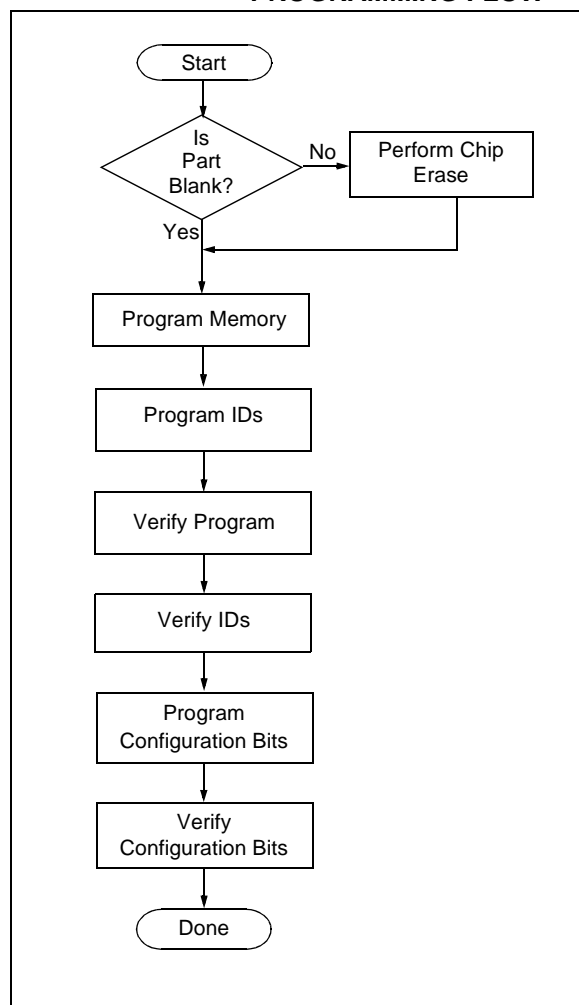 PROGRAMMING FLOW
Start
Is
Part
Blank?
No
Perform Chip
Erase
Yes
Program Memory
Program IDs
Verify Program
Verify IDs
Program
Configuration Bits
Verify
Configuration Bits
Done